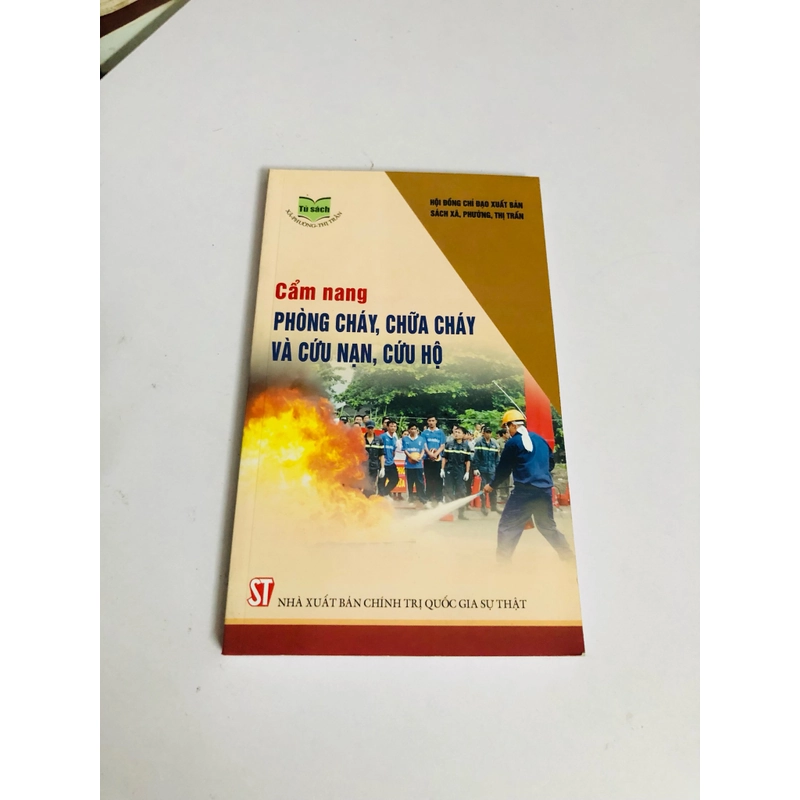 Tủ sách
XÃ-PHƯỜNG-THỊ TRẤN
HỘI ĐỒNG CHỈ ĐẠO XUẤT BẢN
SÁCH XÃ, PHƯỜNG, THỊ TRẤN
Cẩm nang
PHÒNG CHÁY, CHỮA CHÁY
VÀ CỨU NẠN, CỨU HỘ
ST
NHÀ XUẤT BẢN CHÍNH TRỊ QUỐC GIA SỰ THẬT